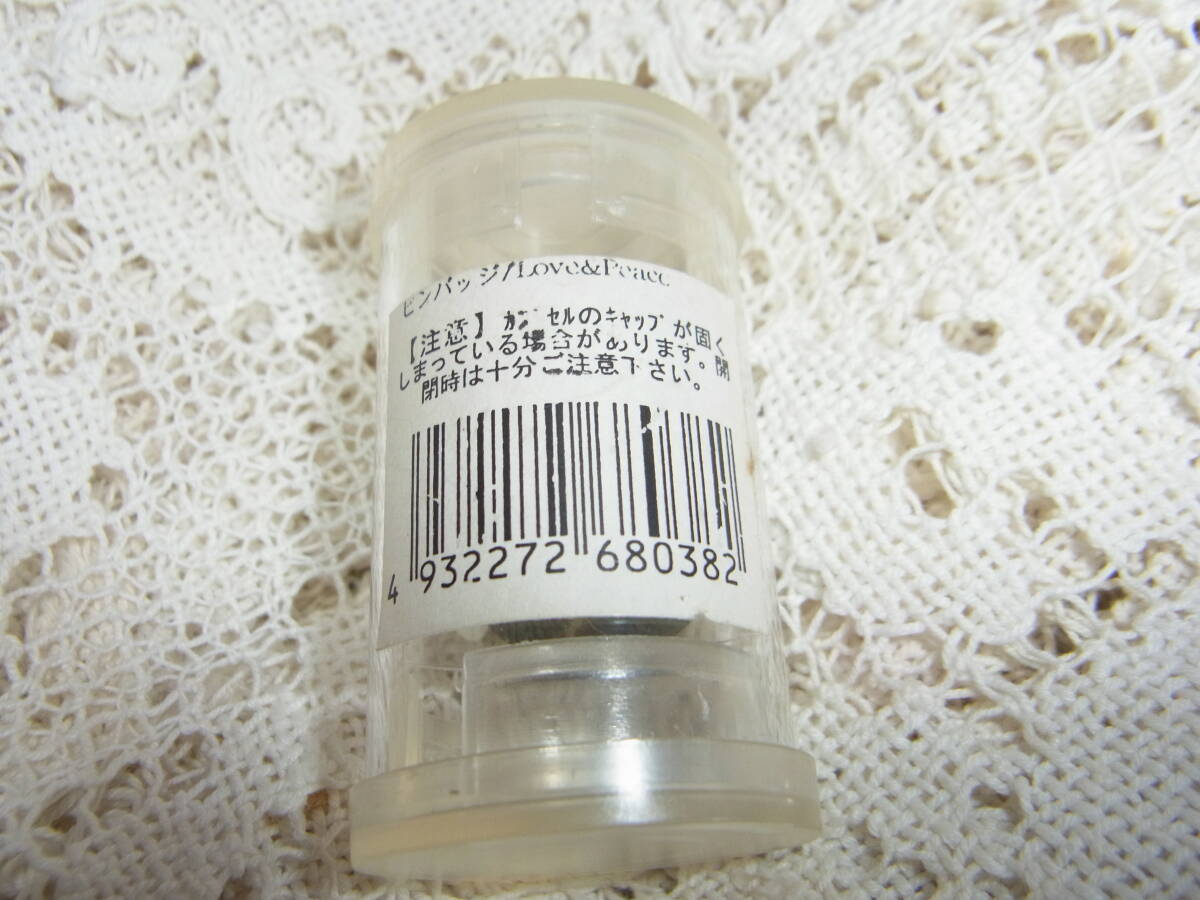 ピンバッジ/Love&Peace
【注意】カプセルのキャップが固く
しまっている場合があります。開
閉時は十分ご注意下さい。
4 932272 680382